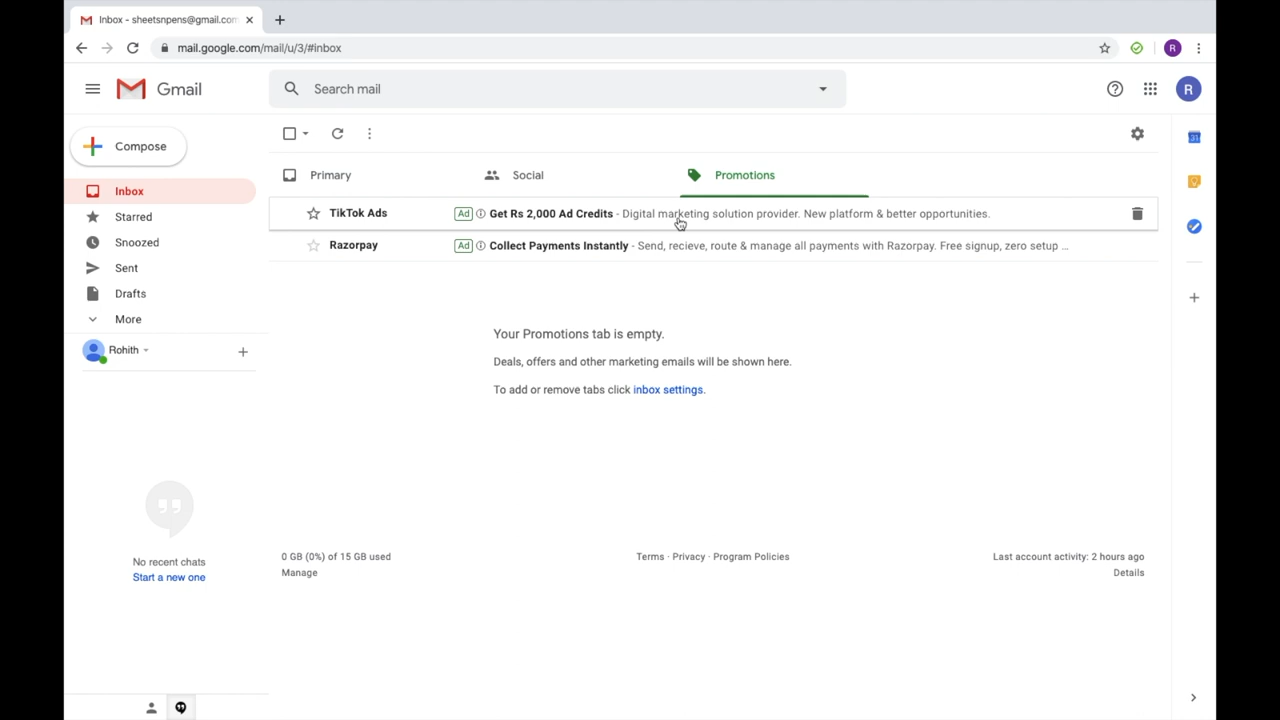 Inbox - sheetsnpens@gmail.com
mail.google.com/mail/u/3/#inbox
R
Gmail
Search mail
R
Compose
Primary
Social
Promotions
31
Inbox
TikTok Ads Ad Get Rs 2,000 Ad Credits - Digital marketing solution provider. New platform & better opportunities.
Starred
Razorpay Ad Collect Payments Instantly - Send, recieve, route & manage all payments with Razorpay. Free signup, zero setup ...
Snoozed
Sent
Drafts
More
Rohith
Your Promotions tab is empty.
Deals, offers and other marketing emails will be shown here.
To add or remove tabs click inbox settings.
No recent chats
Start a new one
0 GB (0%) of 15 GB used
Manage
Terms · Privacy · Program Policies
Last account activity: 2 hours ago
Details